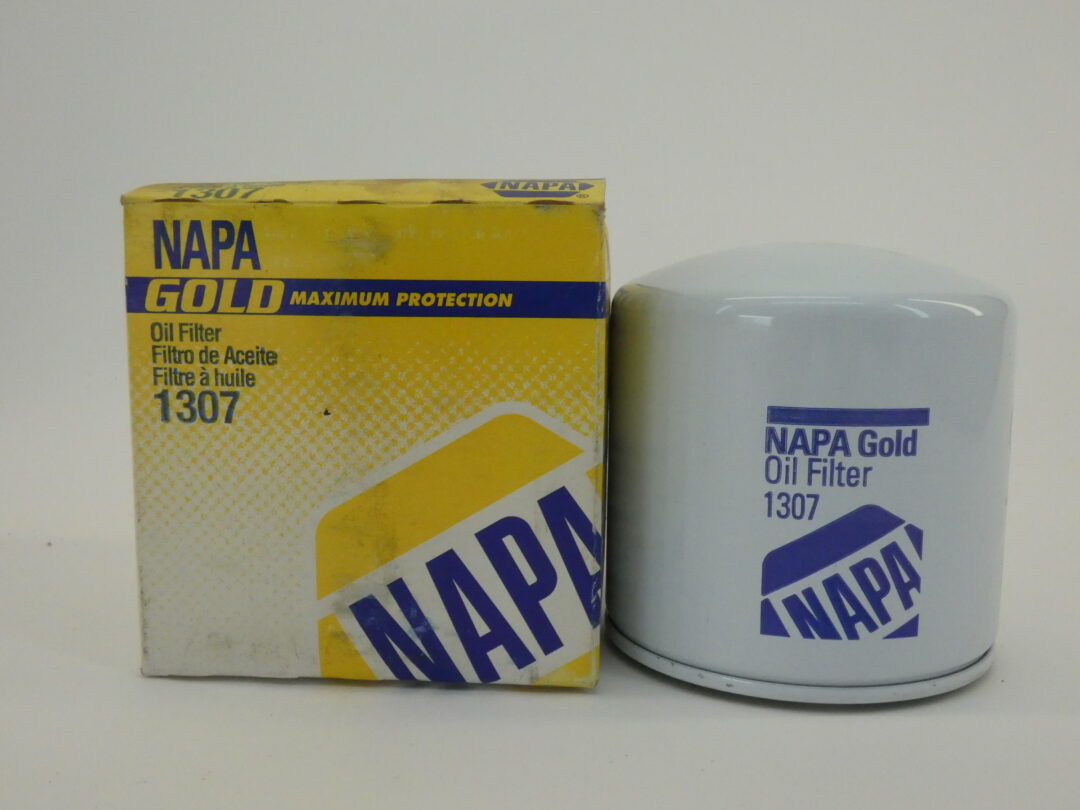 1307
NAPA
®
NAPA
GOLD MAXIMUM PROTECTION
Oil Filter
Filtro de Aceite
Filtre à huile
1307
NAPA
NAPA Gold
Oil Filter
1307
NAPA